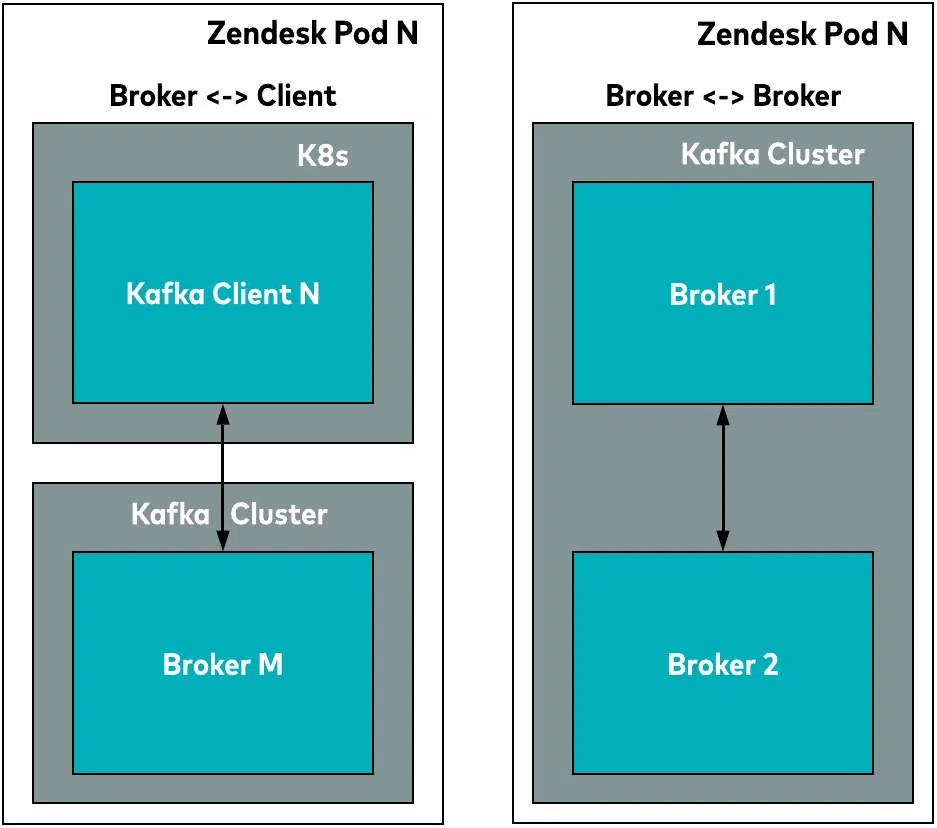 Zendesk Pod N
Broker <-> Client
K8s
Kafka Client N
Kafka Cluster
Broker M
Zendesk Pod N
Broker <-> Broker
Kafka Cluster
Broker 1
Broker 2